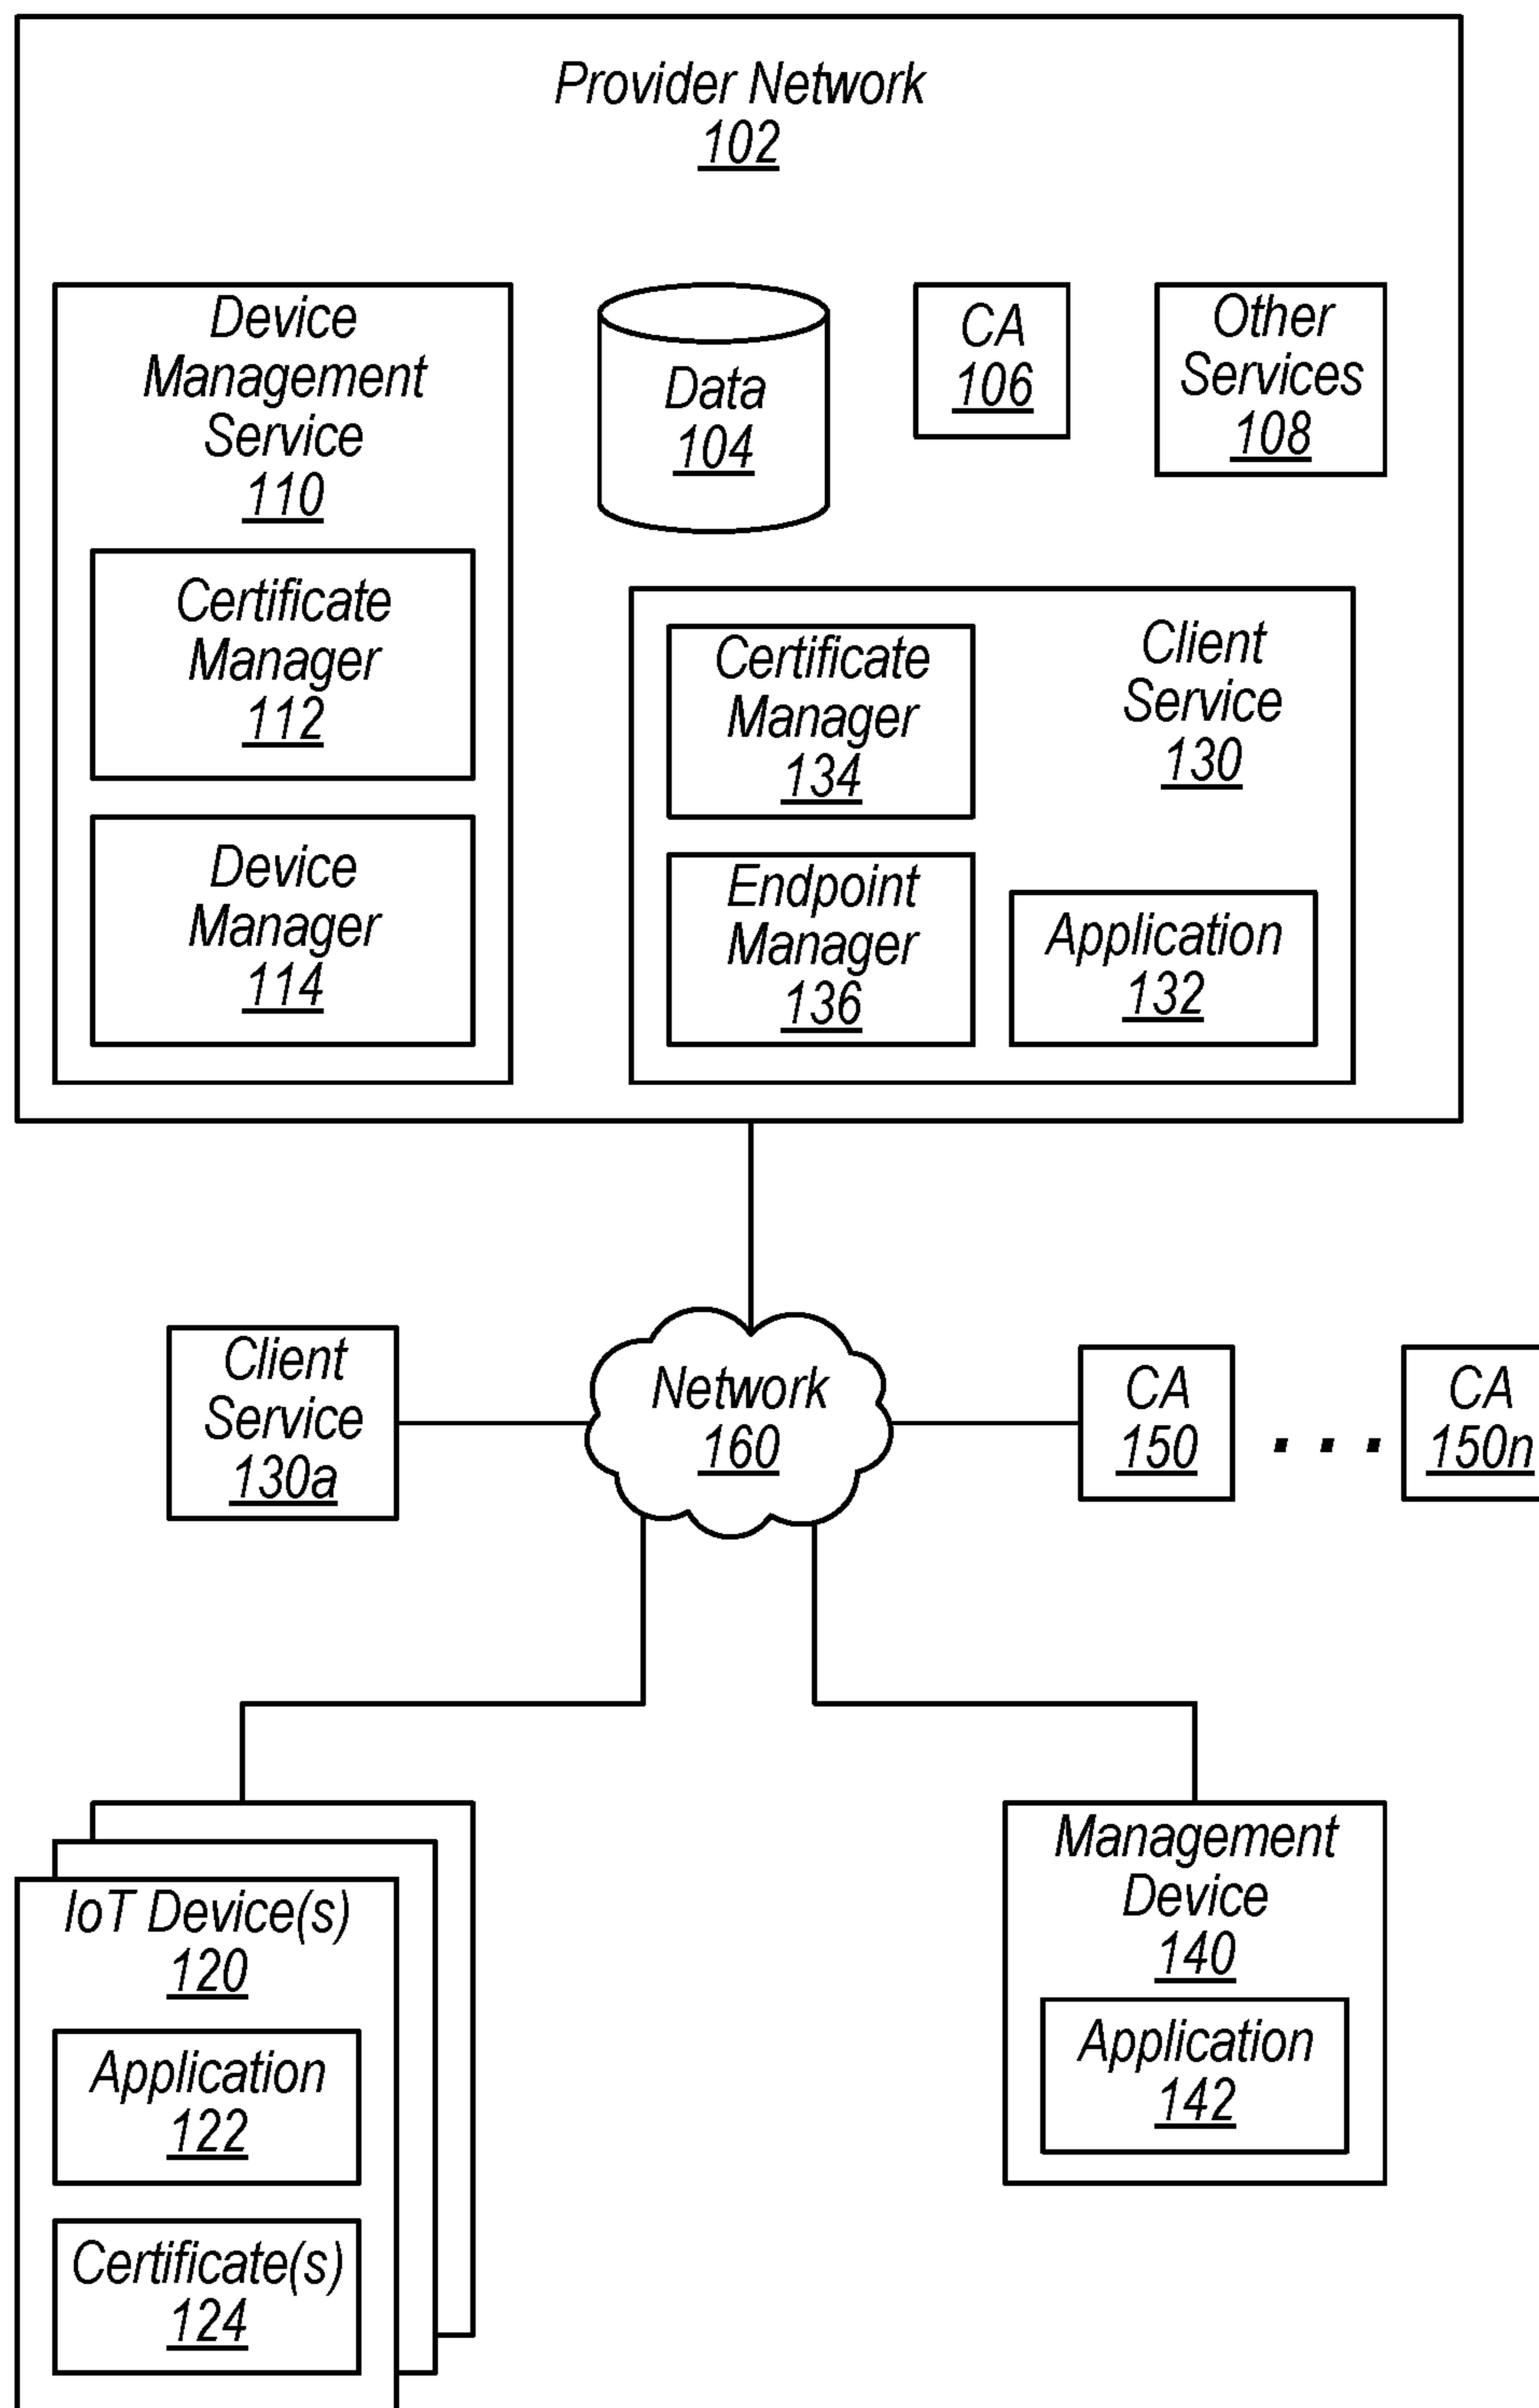 Provider Network
102
Device
Management
Service
110
Certificate
Manager
112
Device
Manager
114
Data
104
CA
106
Other
Services
108
Certificate
Manager
134
Client
Service
130
Endpoint
Manager
136
Application
132
Client
Service
130a
Network
160
CA
150
. . .
CA
150n
IoT Device(s)
120
Application
122
Certificate(s)
124
Management
Device
140
Application
142